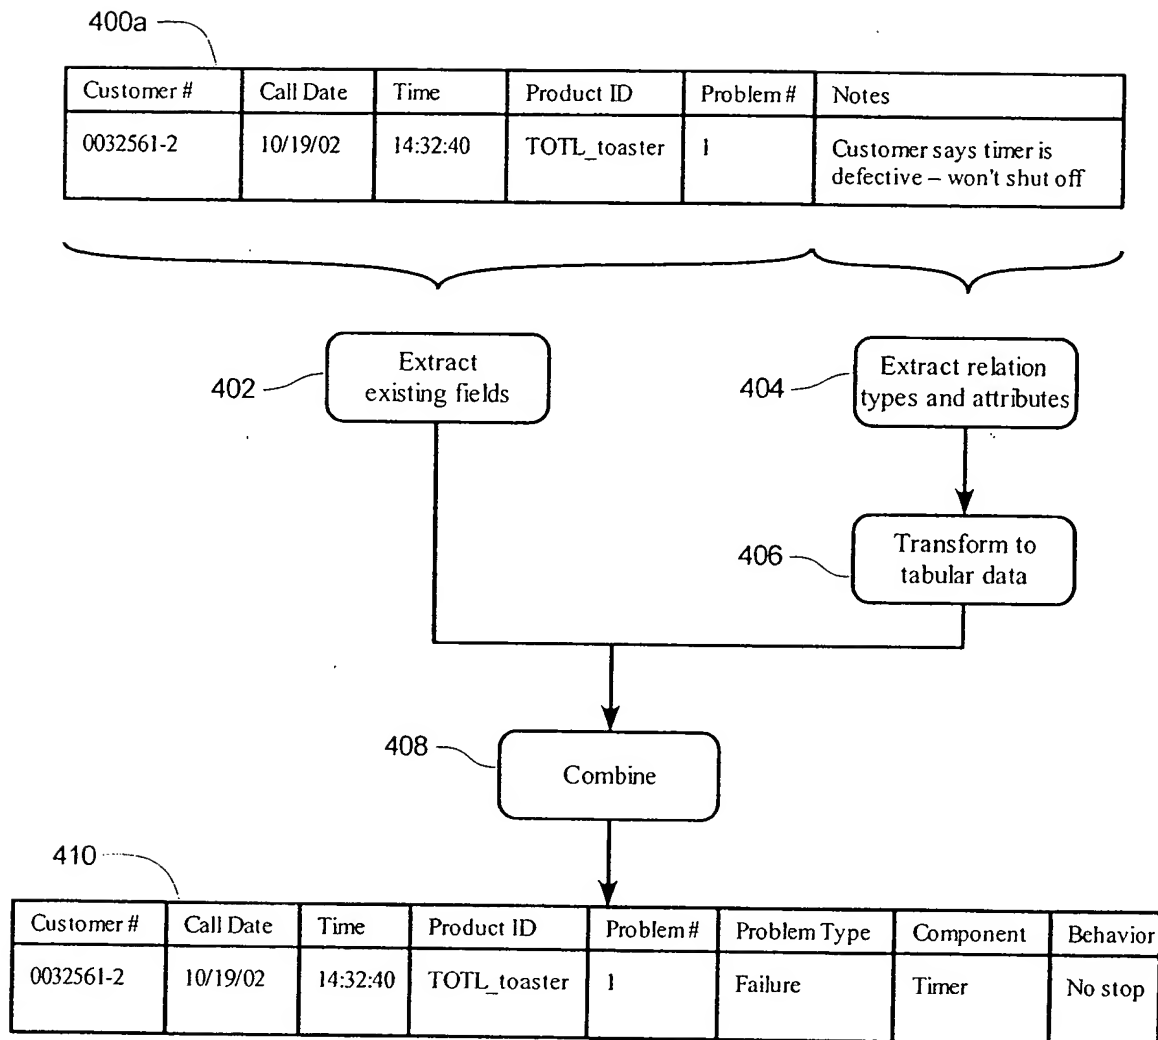 400a
Customer # Call Date Time Product ID Problem # Notes
0032561-2 10/19/02 14:32:40 TOTL_toaster 1 Customer says timer is
defective – won't shut off
Extract
existing fields
402
Extract relation
types and attributes
404
Transform to
tabular data
406
408
Combine
410
Customer # Call Date Time Product ID Problem # Problem Type Component Behavior
0032561-2 10/19/02 14:32:40 TOTL_toaster 1 Failure Timer No stop